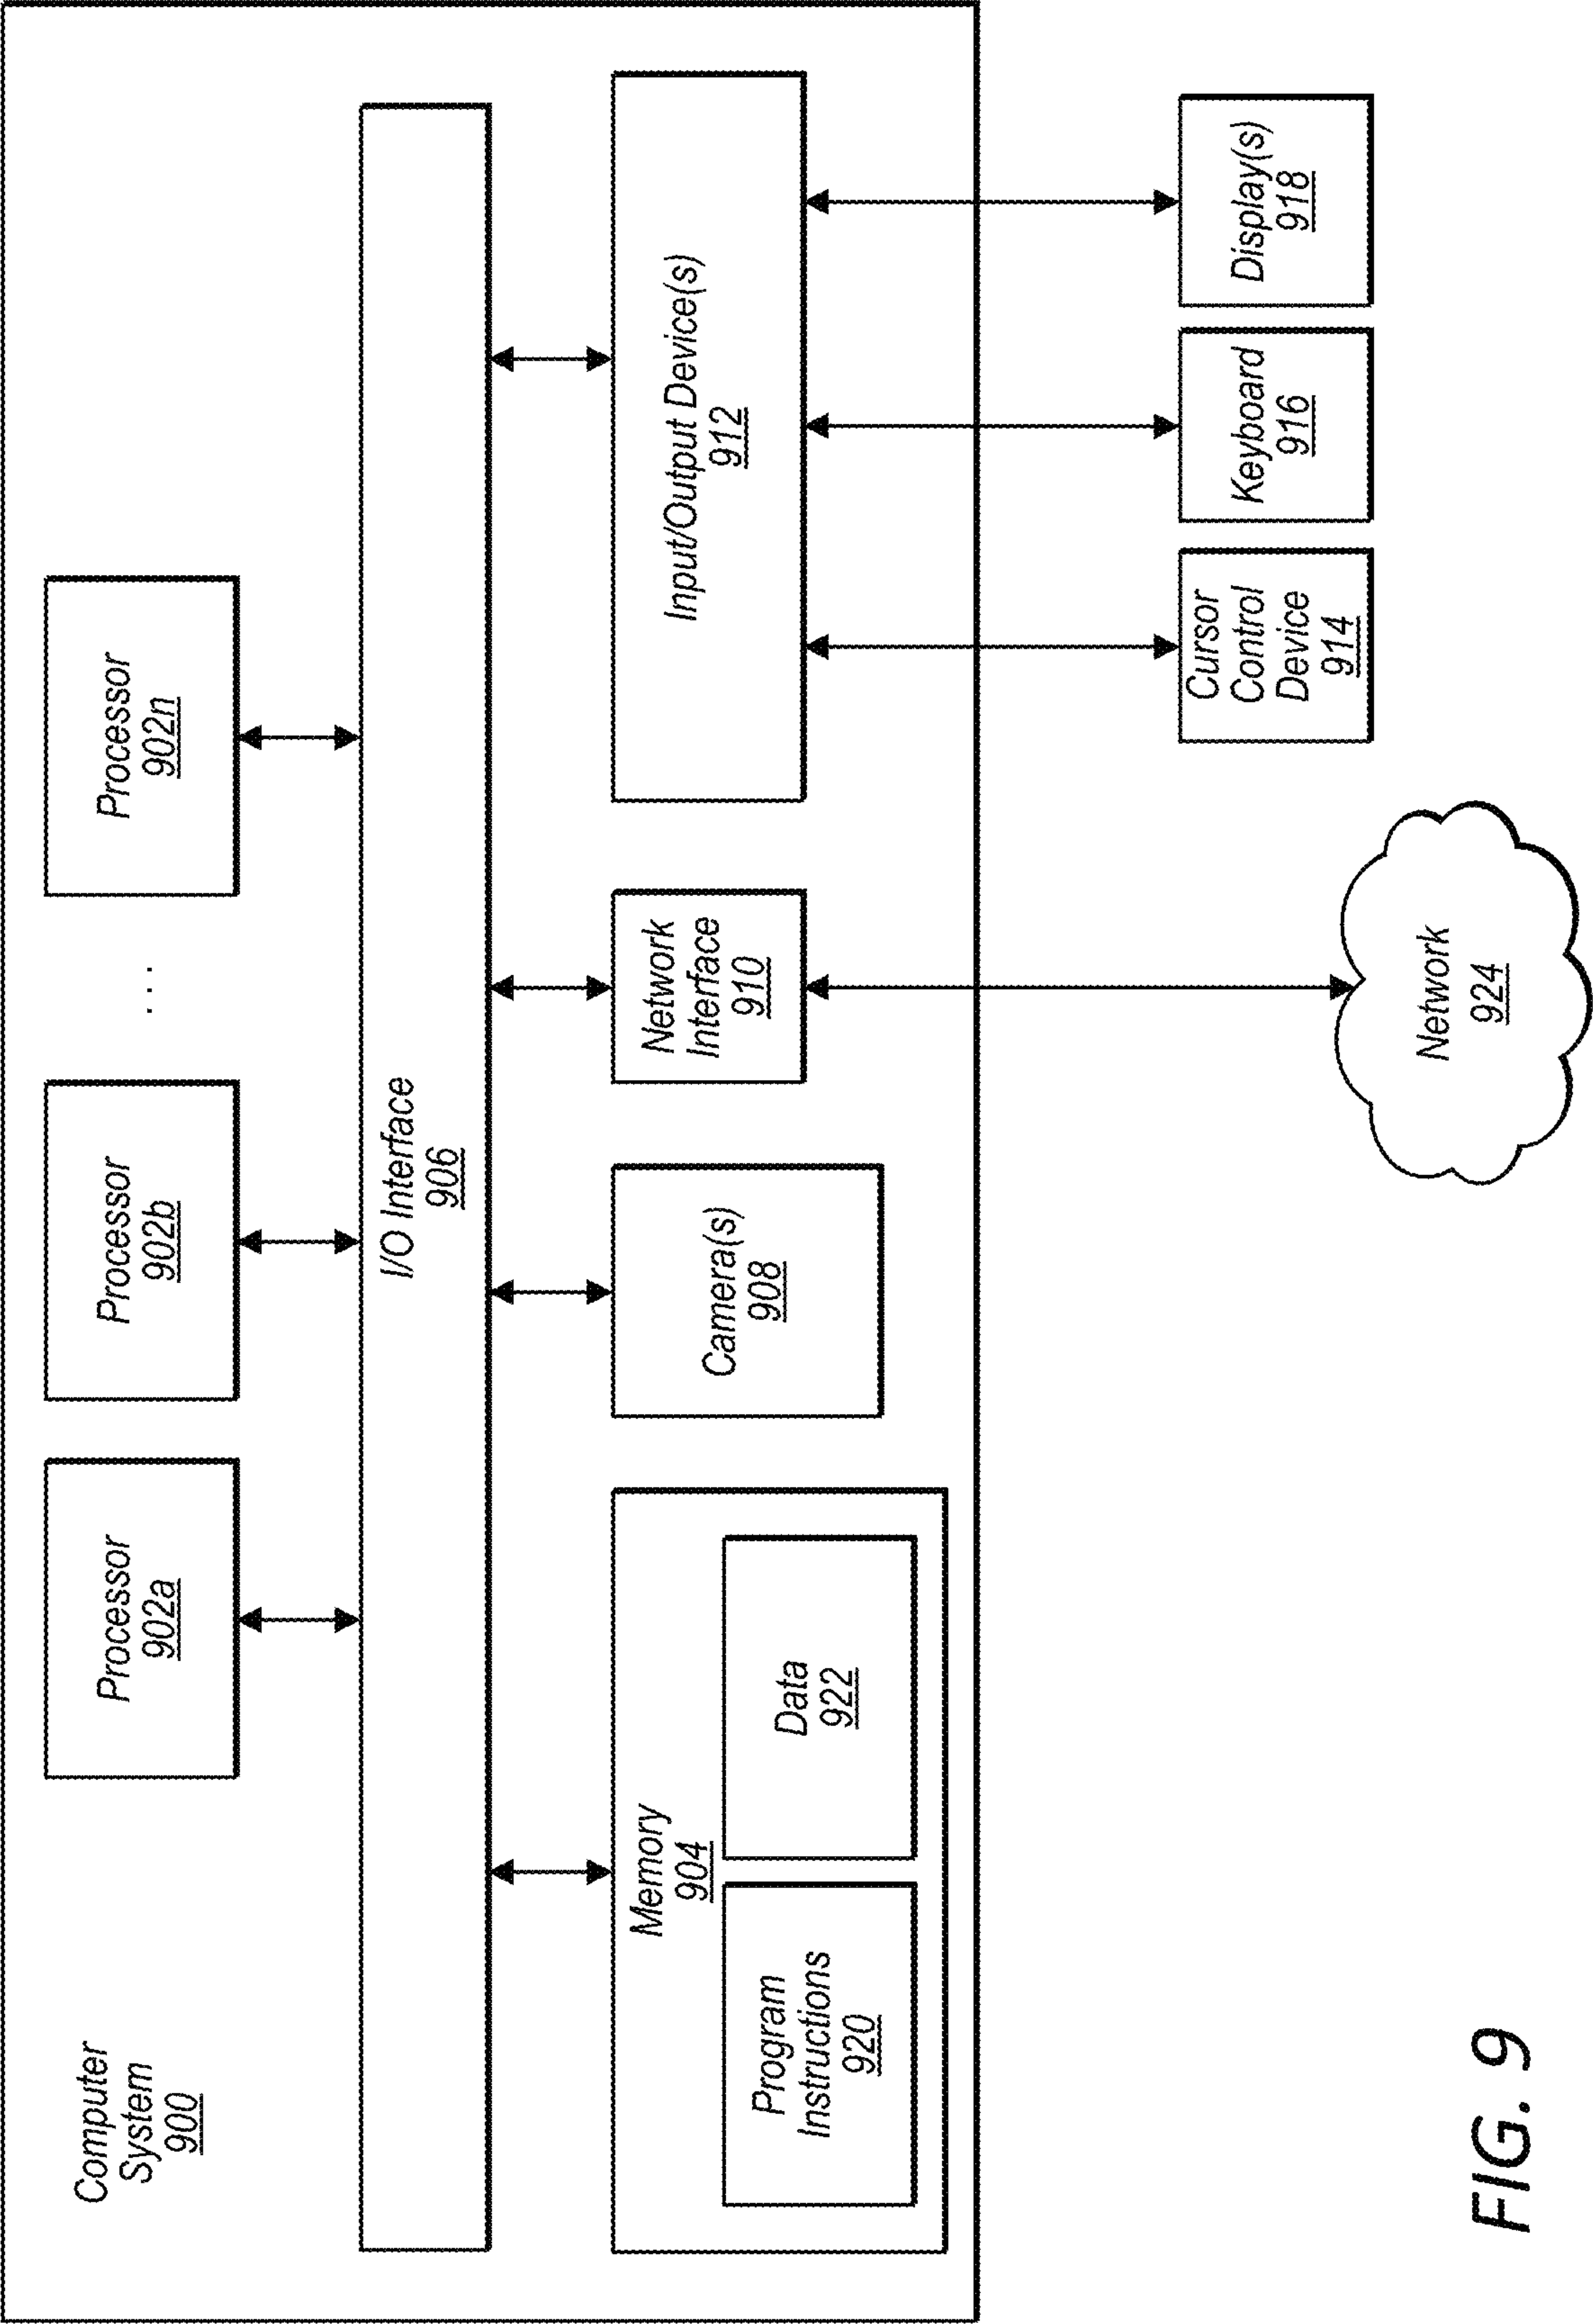 Computer
System
900
Processor
902a
Processor
902b
. . .
Processor
902n
I/O Interface
906
Memory
904
Program
Instructions
920
Data
922
Camera(s)
908
Network
Interface
910
Input/Output Device(s)
912
Network
924
Cursor
Control
Device
914
Keyboard
916
Display(s)
918
FIG. 9